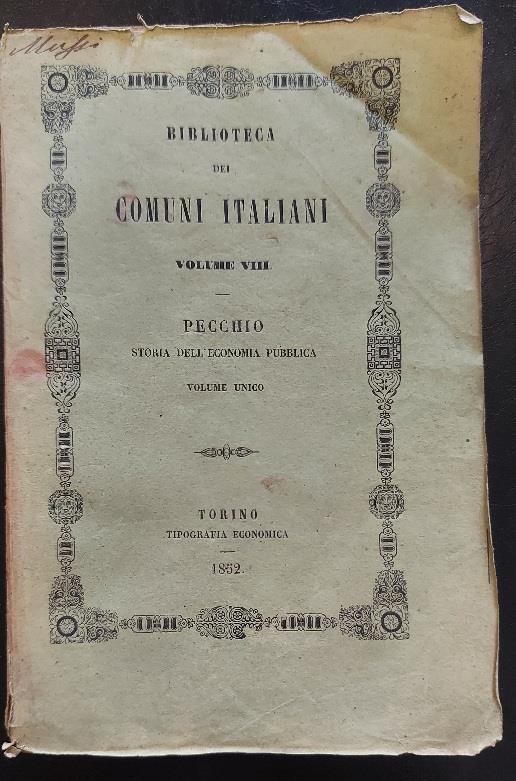 BIBLIOTECA
DEI
COMUNI ITALIANI
VOLUME VIII.
PECCHIO
STORIA DELL'ECONOMIA PUBBLICA
VOLUME UNICO
TORINO
TIPOGRAFIA ECONOMICA
1852.